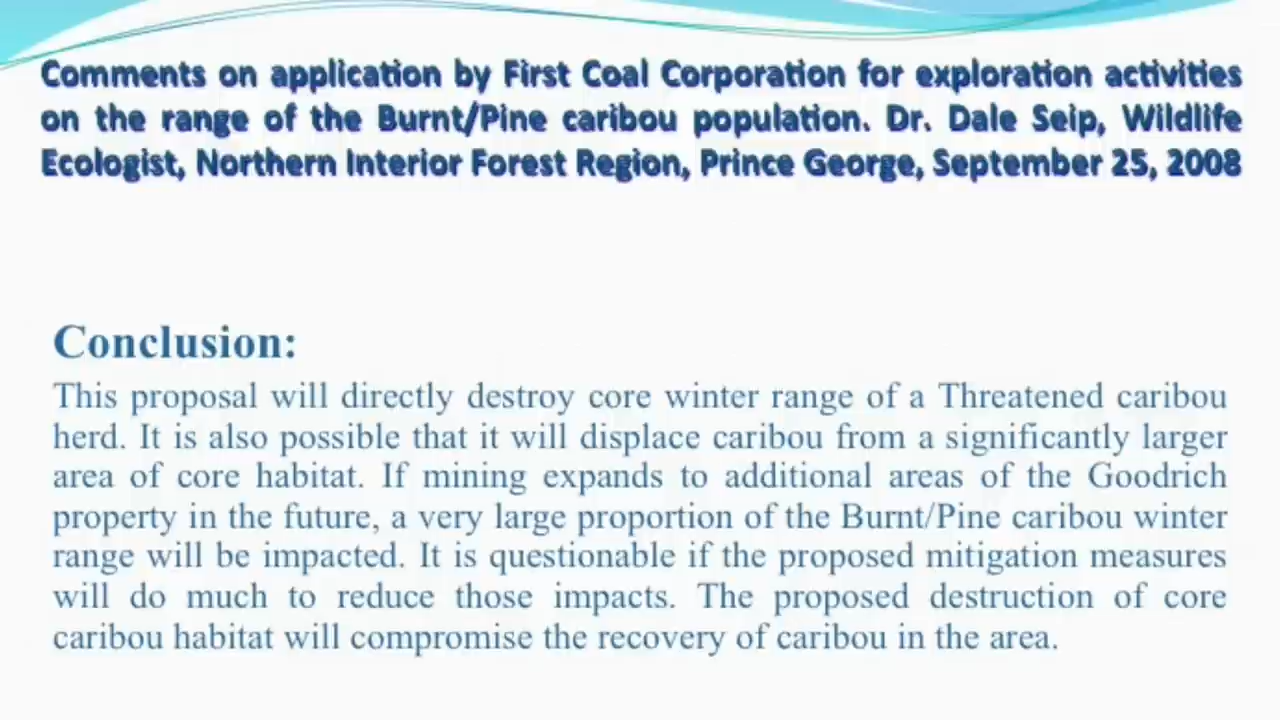 Comments on application by First Coal Corporation for exploration activities
on the range of the Burnt/Pine caribou population. Dr. Dale Seip, Wildlife
Ecologist, Northern Interior Forest Region, Prince George, September 25, 2008
Conclusion:
This proposal will directly destroy core winter range of a Threatened caribou
herd. It is also possible that it will displace caribou from a significantly larger
area of core habitat. If mining expands to additional areas of the Goodrich
property in the future, a very large proportion of the Burnt/Pine caribou winter
range will be impacted. It is questionable if the proposed mitigation measures
will do much to reduce those impacts. The proposed destruction of core
caribou habitat will compromise the recovery of caribou in the area.